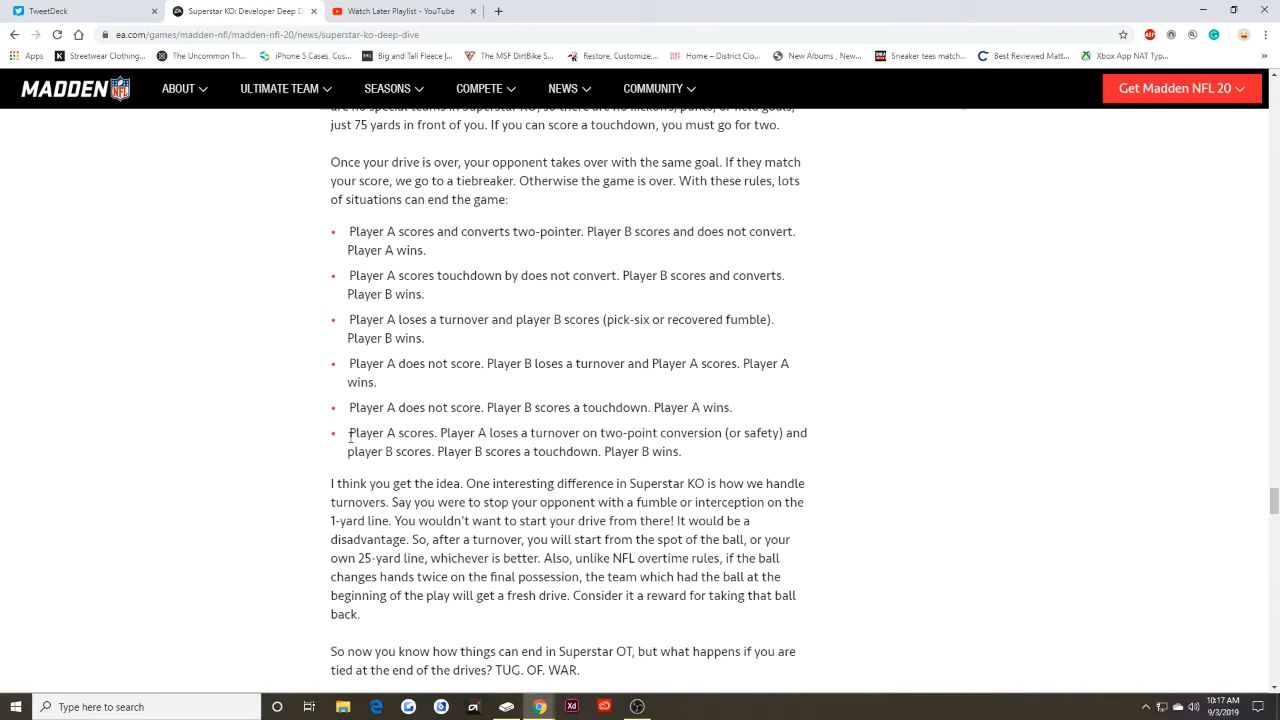 TweetDeck
Superstar KO: Developer Deep D
Watch Later Playlist - YouTube
ea.com/games/madden-nfl/madden-nfl-20/news/superstar-ko-deep-dive
Apps
Streetwear Clothing...
The Uncommon Th...
iPhone 5 Cases, Cus...
Big and Tall Fleece J...
The MSF DirtBike S...
Restore, Customize,...
Home – District Clo...
New Albums , New...
Sneaker tees match...
Best Reviewed Matt...
Xbox App NAT Typ...
MADDEN NFL 20
ABOUT
ULTIMATE TEAM
SEASONS
COMPETE
NEWS
COMMUNITY
Get Madden NFL 20
are no special teams in Superstar KO, so there are no kickoffs, punts, or field goals,
just 75 yards in front of you. If you can score a touchdown, you must go for two.
Once your drive is over, your opponent takes over with the same goal. If they match
your score, we go to a tiebreaker. Otherwise the game is over. With these rules, lots
of situations can end the game:
• Player A scores and converts two-pointer. Player B scores and does not convert.
Player A wins.
• Player A scores touchdown by does not convert. Player B scores and converts.
Player B wins.
• Player A loses a turnover and player B scores (pick-six or recovered fumble).
Player B wins.
• Player A does not score. Player B loses a turnover and Player A scores. Player A
wins.
• Player A does not score. Player B scores a touchdown. Player A wins.
• Player A scores. Player A loses a turnover on two-point conversion (or safety) and
player B scores. Player B scores a touchdown. Player B wins.
I think you get the idea. One interesting difference in Superstar KO is how we handle
turnovers. Say you were to stop your opponent with a fumble or interception on the
1-yard line. You wouldn't want to start your drive from there! It would be a
disadvantage. So, after a turnover, you will start from the spot of the ball, or your
own 25-yard line, whichever is better. Also, unlike NFL overtime rules, if the ball
changes hands twice on the final possession, the team which had the ball at the
beginning of the play will get a fresh drive. Consider it a reward for taking that ball
back.
So now you know how things can end in Superstar OT, but what happens if you are
tied at the end of the drives? TUG. OF. WAR.
Type here to search
10:17 AM
9/3/2019